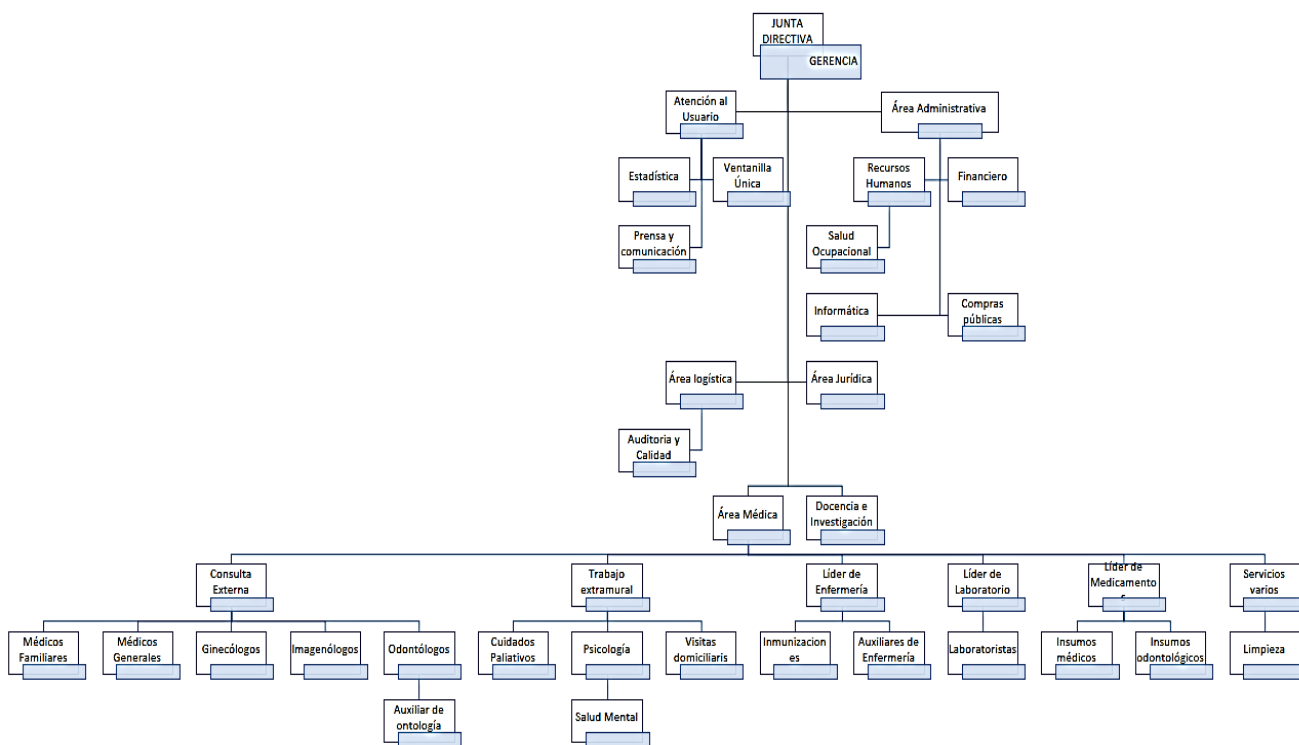 JUNTA
DIRECTIVA
GERENCIA
Atención al
Usuario
Área Administrativa
Estadística
Ventanilla
Única
Recursos
Humanos
Financiero
Prensa y
comunicación
Salud
Ocupacional
Informática
Compras
públicas
Área logística
Área Jurídica
Auditoria y
Calidad
Área Médica
Docencia e
Investigación
Consulta
Externa
Trabajo
extramural
Líder de
Enfermería
Líder de
Laboratorio
Líder de
Medicamento
s
Servicios
varios
Médicos
Familiares
Médicos
Generales
Ginecólogos
Imagenólogos
Odontólogos
Cuidados
Paliativos
Psicología
Visitas
domiciliaris
Inmunizacion
es
Auxiliares de
Enfermería
Laboratoristas
Insumos
médicos
Insumos
odontológicos
Limpieza
Auxiliar de
ontología
Salud Mental